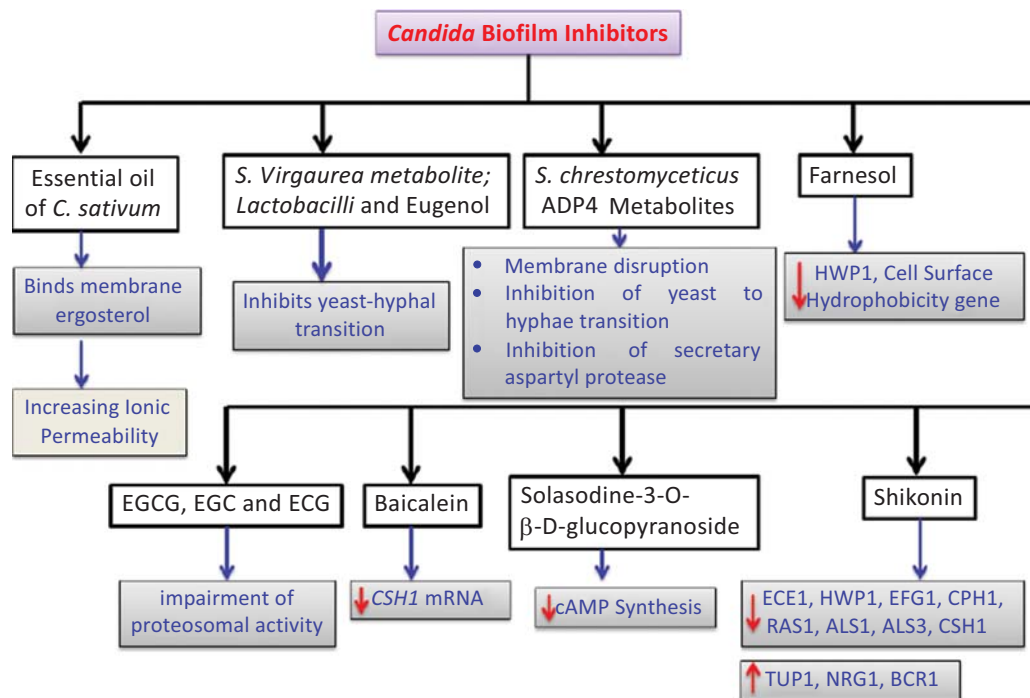 Candida Biofilm Inhibitors
Essential oil
of C. sativum
S. Virgaurea metabolite;
Lactobacilli and Eugenol
S. chrestomyceticus
ADP4 Metabolites
Farnesol
Binds membrane
ergosterol
Inhibits yeast-hyphal
transition
• Membrane disruption
• Inhibition of yeast to
hyphae transition
• Inhibition of secretary
aspartyl protease
HWP1, Cell Surface
Hydrophobicity gene
Increasing Ionic
Permeability
EGCG, EGC and ECG
Baicalein
Solasodine-3-O-
β-D-glucopyranoside
Shikonin
impairment of
proteosomal activity
CSH1 mRNA
cAMP Synthesis
ECE1, HWP1, EFG1, CPH1,
RAS1, ALS1, ALS3, CSH1
TUP1, NRG1, BCR1